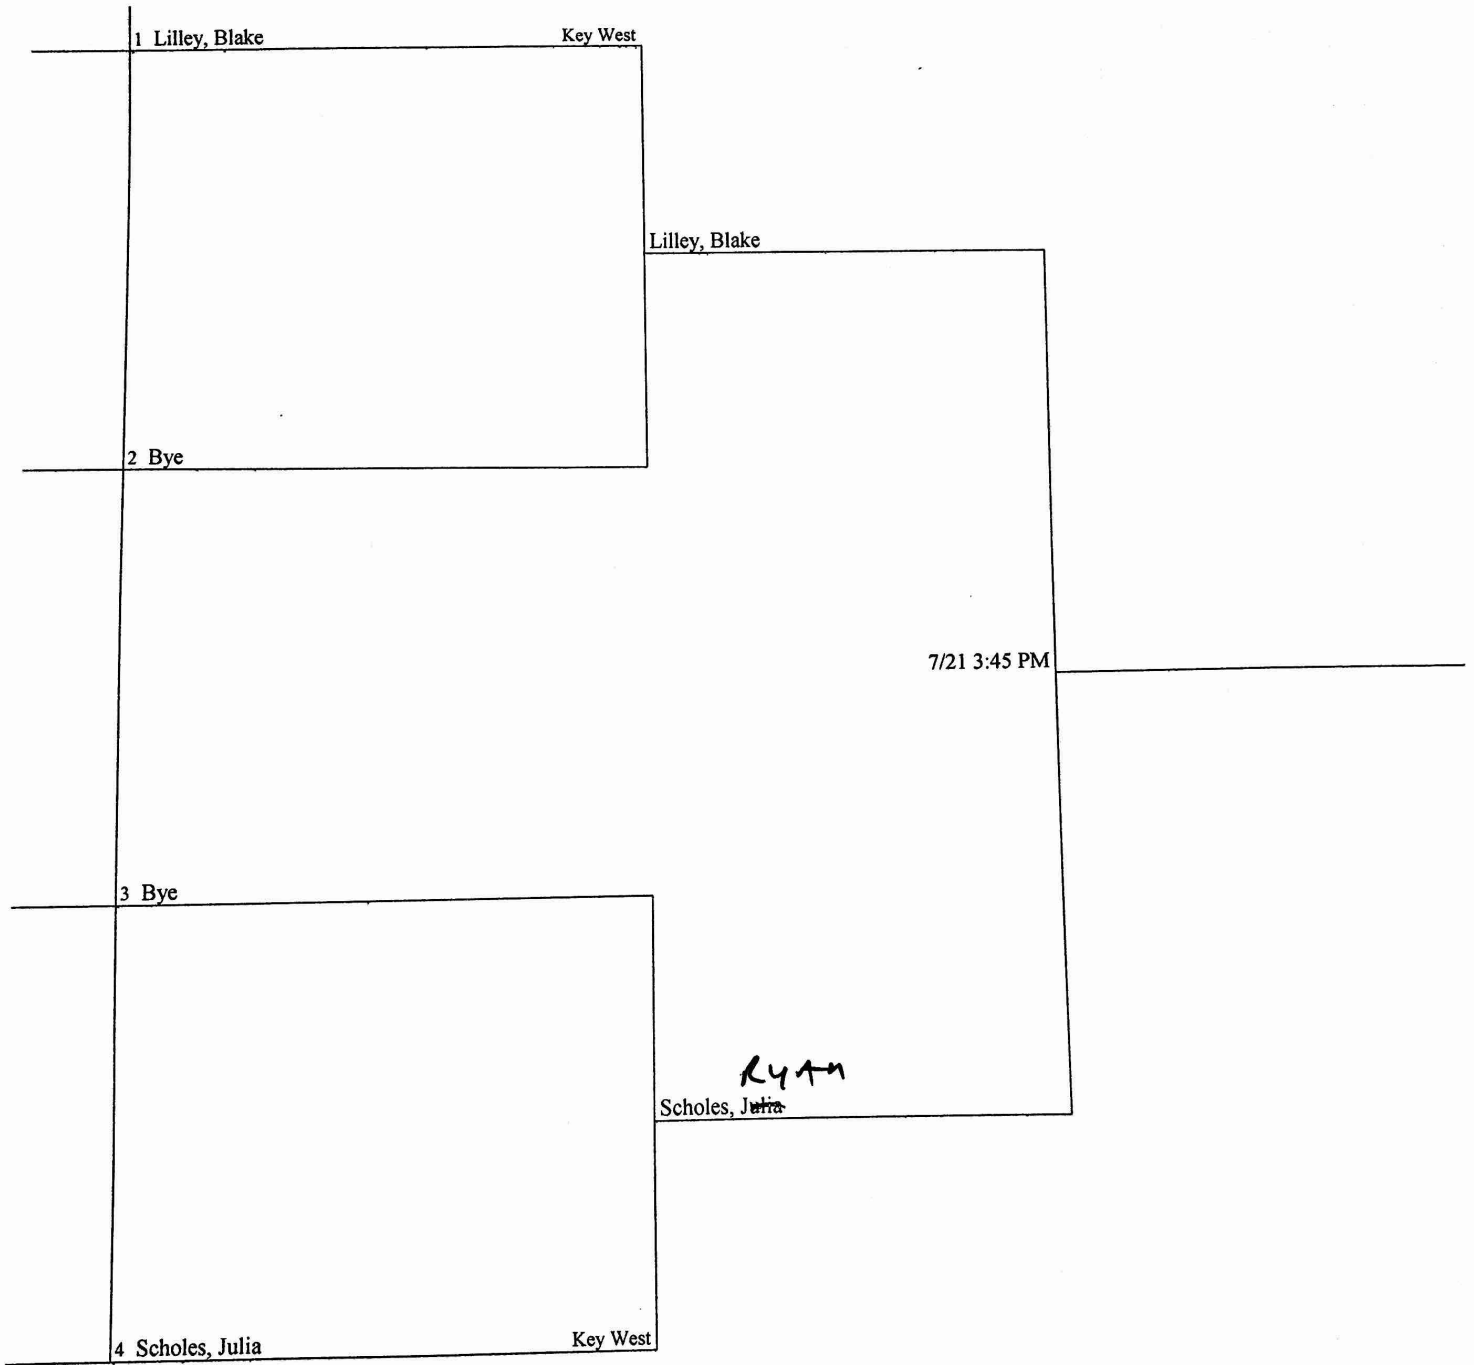 1 Lilley, Blake Key West
Lilley, Blake
2 Bye
7/21 3:45 PM
3 Bye
RYAN
Scholes, Julia
4 Scholes, Julia Key West